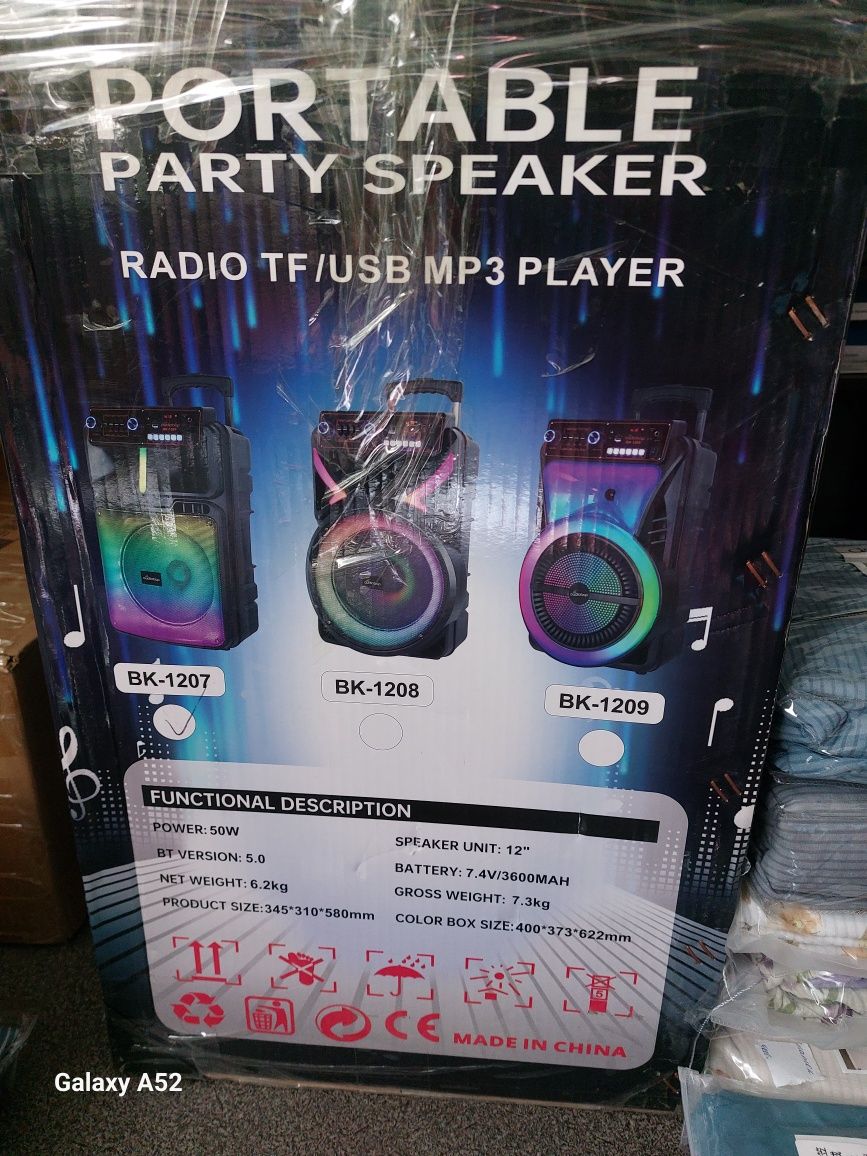 PORTABLE
PARTY SPEAKER
RADIO TF/USB MP3 PLAYER
BK-1207
BK-1208
BK-1209
FUNCTIONAL DESCRIPTION
POWER: 50W
SPEAKER UNIT: 12"
BT VERSION: 5.0
BATTERY: 7.4V/3600MAH
NET WEIGHT: 6.2kg
GROSS WEIGHT: 7.3kg
PRODUCT SIZE:345*310*580mm
COLOR BOX SIZE:400*373*622mm
5
CE
MADE IN CHINA
Galaxy A52